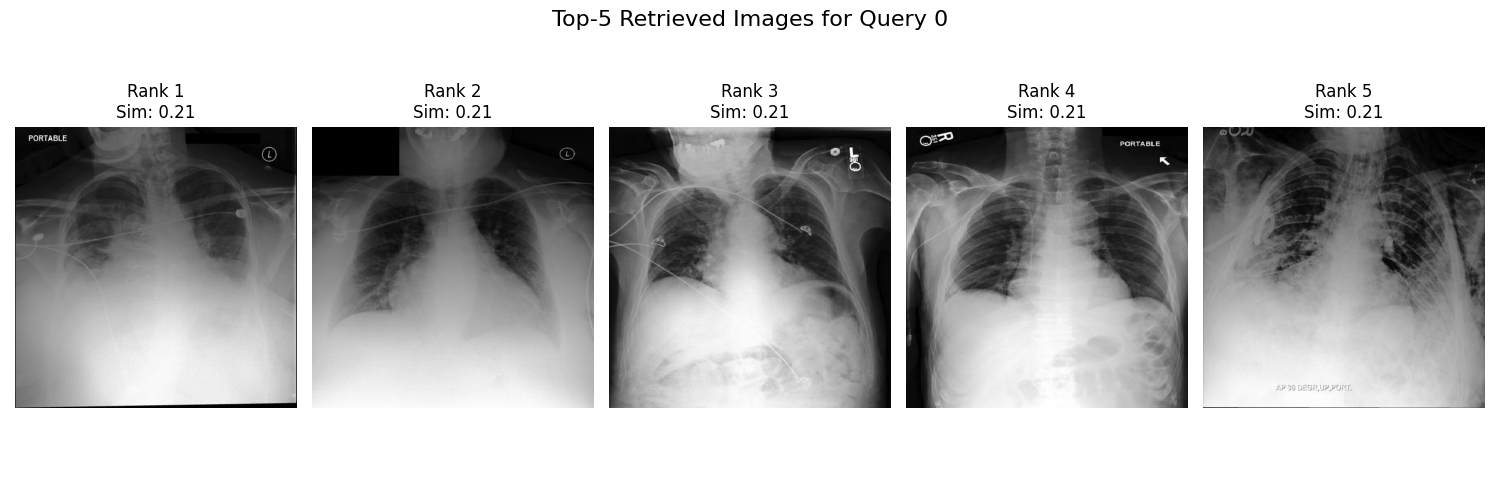 Top-5 Retrieved Images for Query 0
Rank 1
Sim: 0.21
Rank 2
Sim: 0.21
Rank 3
Sim: 0.21
Rank 4
Sim: 0.21
Rank 5
Sim: 0.21
PORTABLE
L
L
L
R
PORTABLE
AP 30 DEGR,UP,PORT.